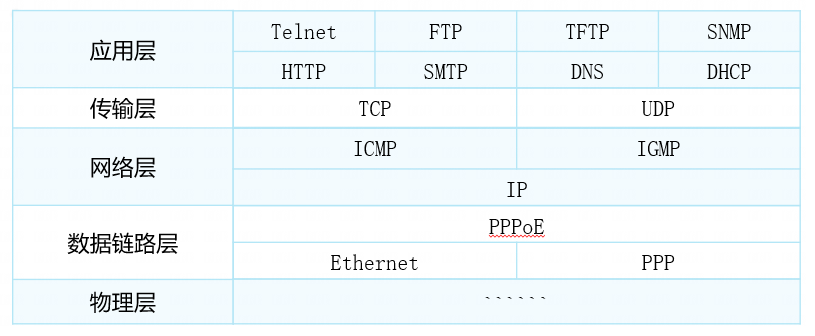 应用层 Telnet FTP TFTP SNMP
HTTP SMTP DNS DHCP
传输层 TCP UDP
网络层 ICMP IGMP
IP
数据链路层 PPPoE
Ethernet PPP
物理层 ``````